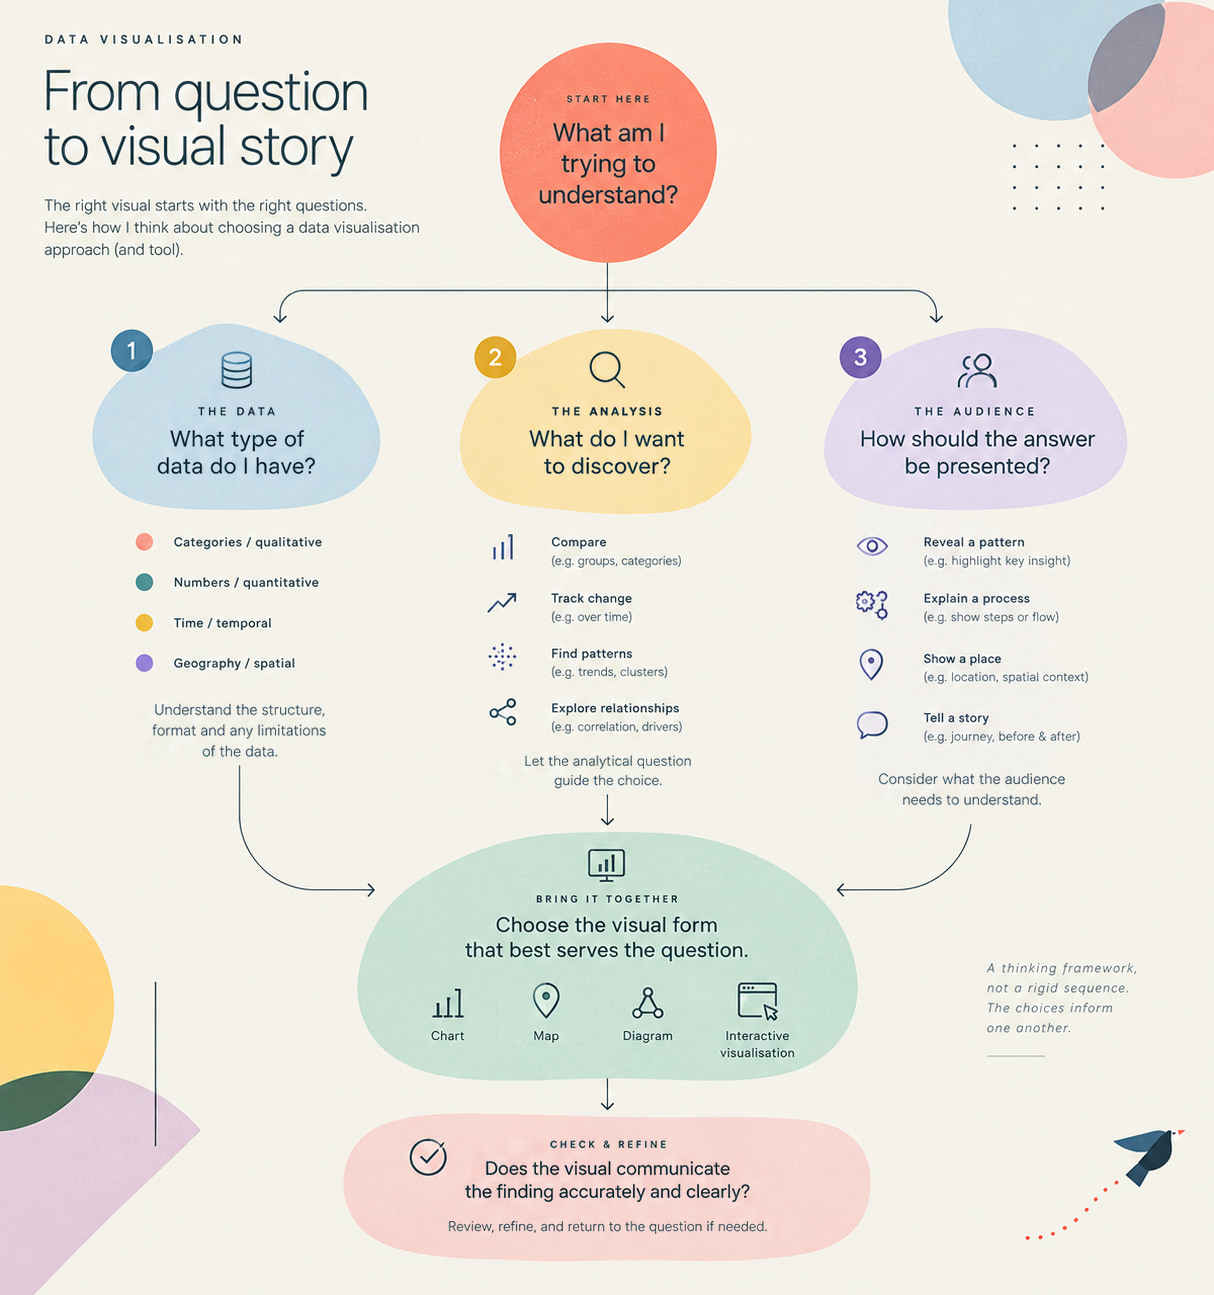 DATA VISUALISATION
From question
to visual story
The right visual starts with the right questions.
Here's how I think about choosing a data visualisation
approach (and tool).
START HERE
What am I
trying to
understand?
1
THE DATA
What type of
data do I have?
Categories / qualitative
Numbers / quantitative
Time / temporal
Geography / spatial
Understand the structure,
format and any limitations
of the data.
2
THE ANALYSIS
What do I want
to discover?
Compare
(e.g. groups, categories)
Track change
(e.g. over time)
Find patterns
(e.g. trends, clusters)
Explore relationships
(e.g. correlation, drivers)
Let the analytical question
guide the choice.
3
THE AUDIENCE
How should the answer
be presented?
Reveal a pattern
(e.g. highlight key insight)
Explain a process
(e.g. show steps or flow)
Show a place
(e.g. location, spatial context)
Tell a story
(e.g. journey, before & after)
Consider what the audience
needs to understand.
BRING IT TOGETHER
Choose the visual form
that best serves the question.
Chart
Map
Diagram
Interactive
visualisation
A thinking framework,
not a rigid sequence.
The choices inform
one another.
CHECK & REFINE
Does the visual communicate
the finding accurately and clearly?
Review, refine, and return to the question if needed.